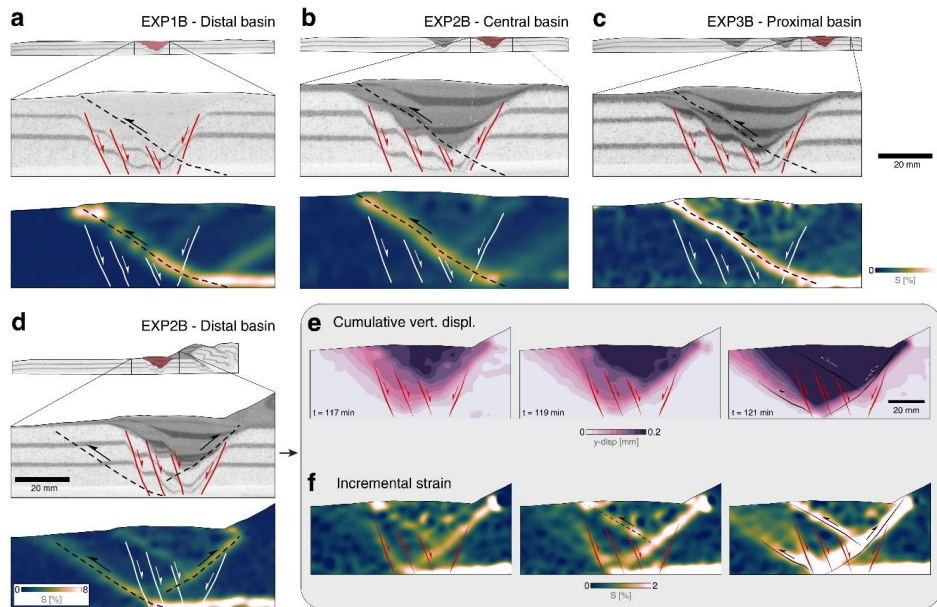 a
EXP1B - Distal basin
b
EXP2B - Central basin
c
EXP3B - Proximal basin
20 mm
0
S [%]
d
EXP2B - Distal basin
20 mm
0 8
S [%]
e Cumulative vert. displ.
t = 117 min
t = 119 min
t = 121 min
20 mm
0 0.2
y-disp [mm]
f Incremental strain
0 2
S [%]